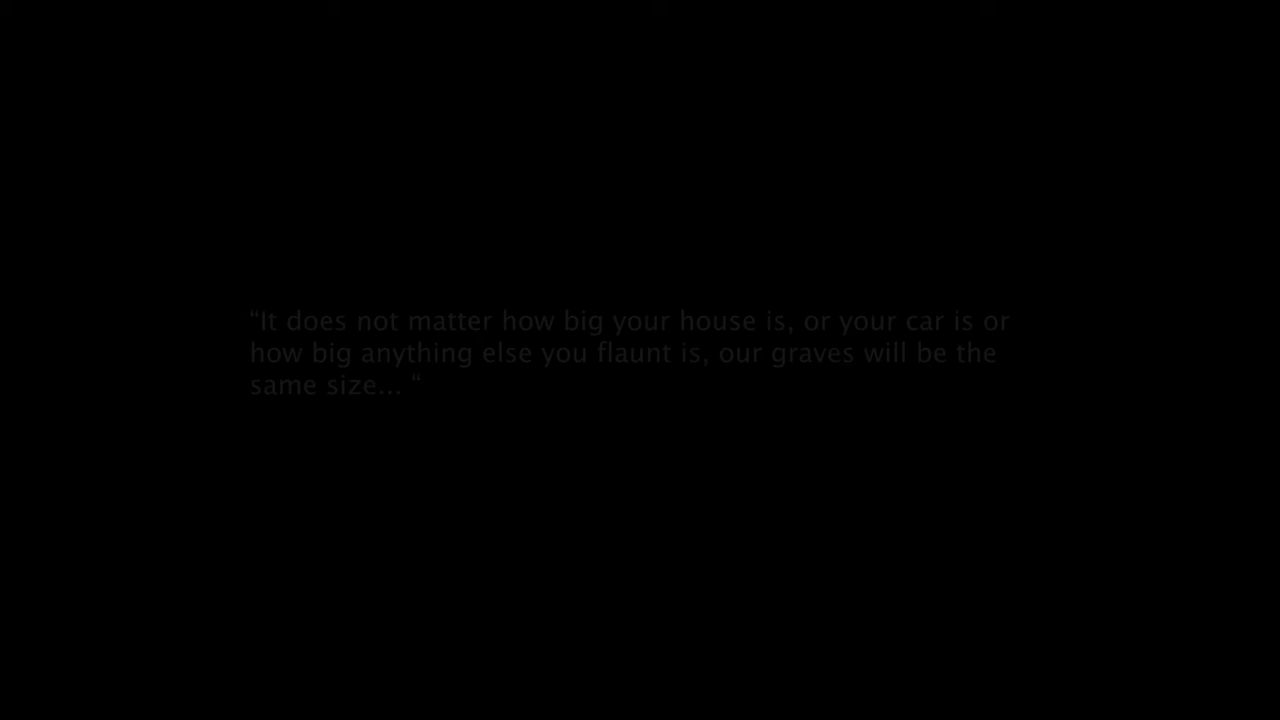 “It does not matter how big your house is, or your car is or
how big anything else you flaunt is, our graves will be the
same size... “